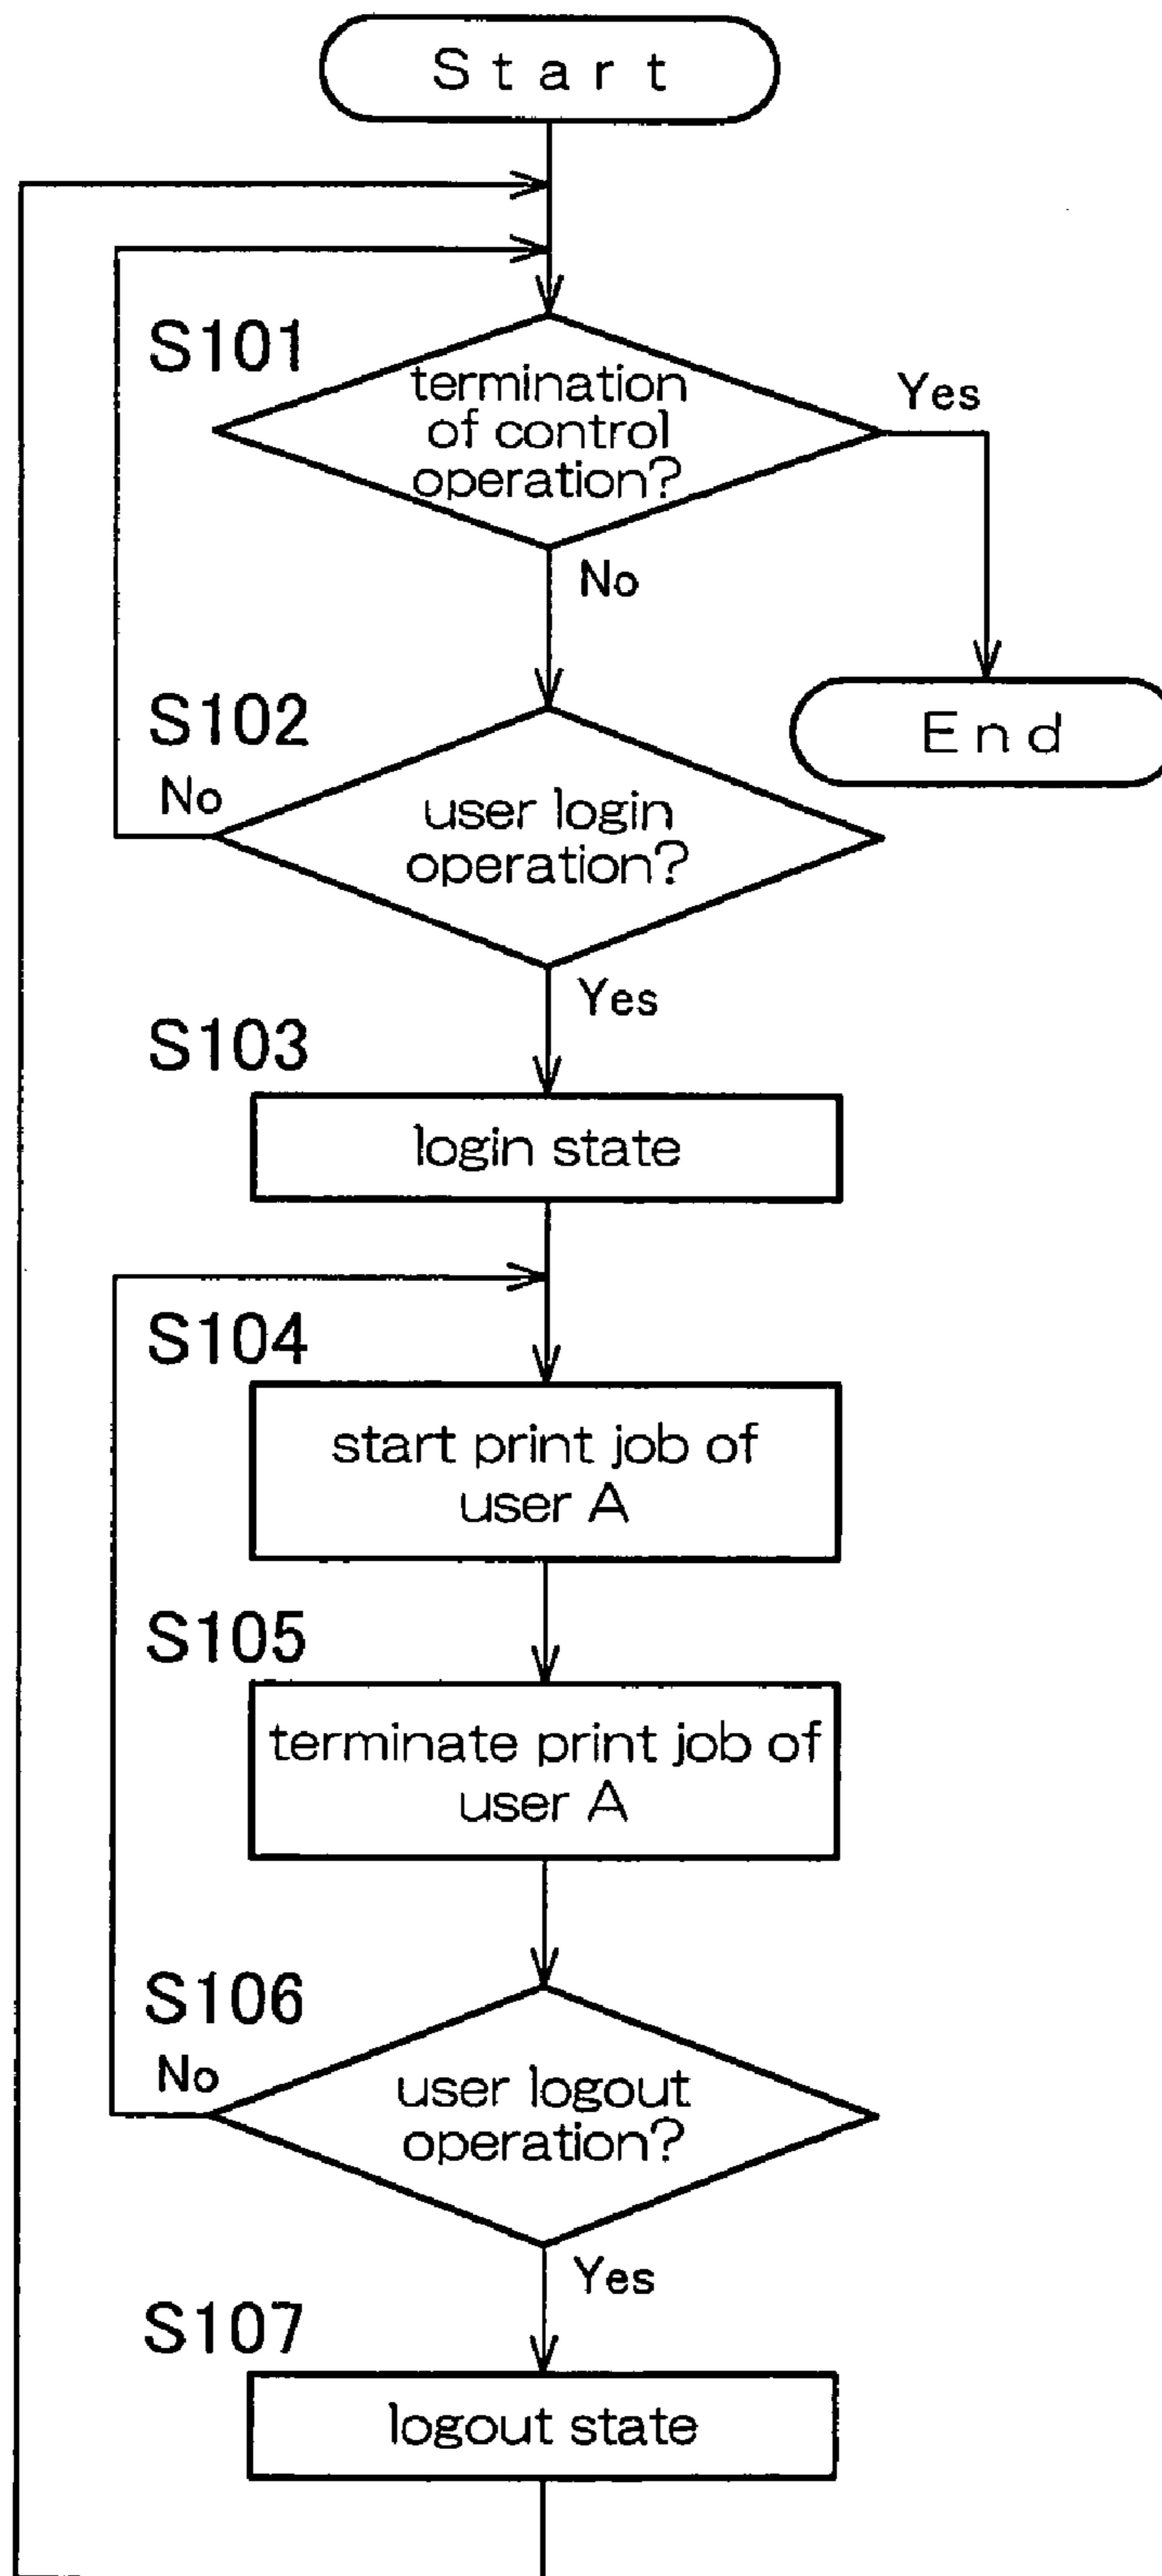 Start
S101
termination
of control
operation?
Yes
No
End
S102
No
user login
operation?
Yes
S103
login state
S104
start print job of
user A
S105
terminate print job of
user A
S106
No
user logout
operation?
Yes
S107
logout state